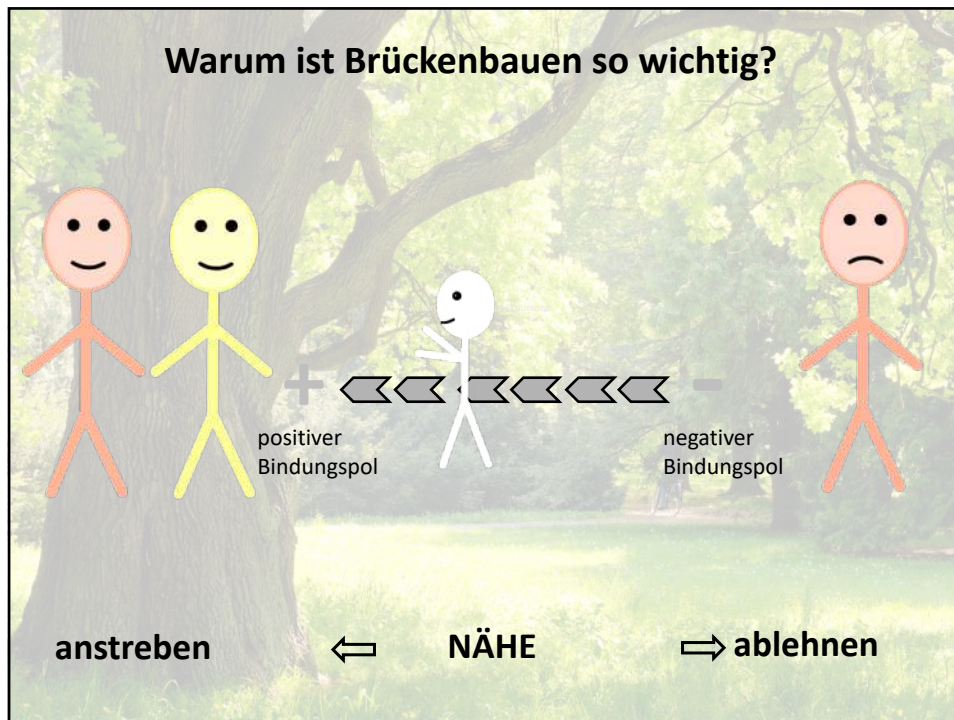 Warum ist Brückenbauen so wichtig?
+
-
positiver
Bindungspol
negativer
Bindungspol
anstreben
NÄHE
ablehnen